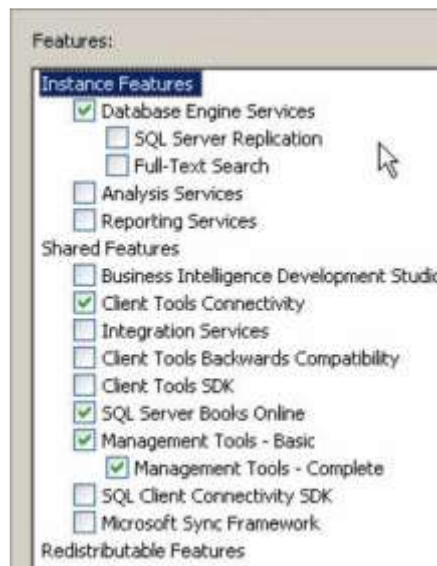 Features:
Instance Features
Database Engine Services
SQL Server Replication
Full-Text Search
Analysis Services
Reporting Services
Shared Features
Business Intelligence Development Studio
Client Tools Connectivity
Integration Services
Client Tools Backwards Compatibility
Client Tools SDK
SQL Server Books Online
Management Tools - Basic
Management Tools - Complete
SQL Client Connectivity SDK
Microsoft Sync Framework
Redistributable Features